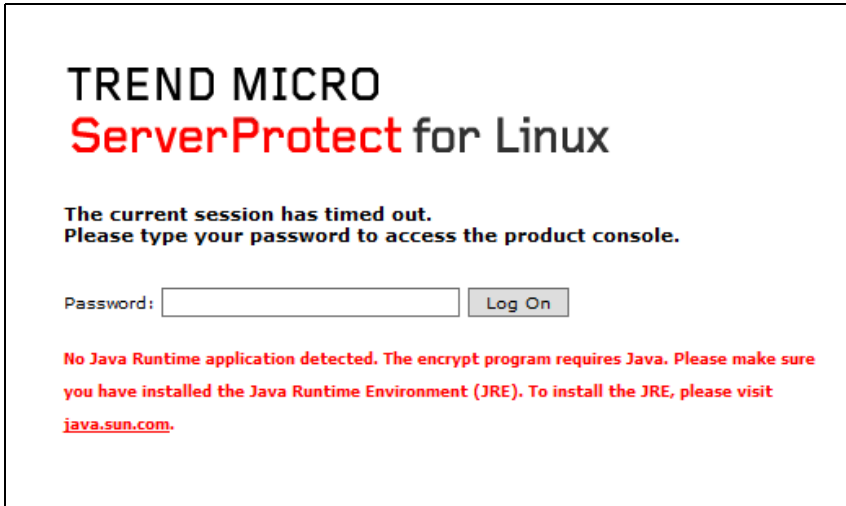 TREND MICRO
ServerProtect for Linux
The current session has timed out.
Please type your password to access the product console.
Password:
Log On
No Java Runtime application detected. The encrypt program requires Java. Please make sure
you have installed the Java Runtime Environment (JRE). To install the JRE, please visit
java.sun.com.